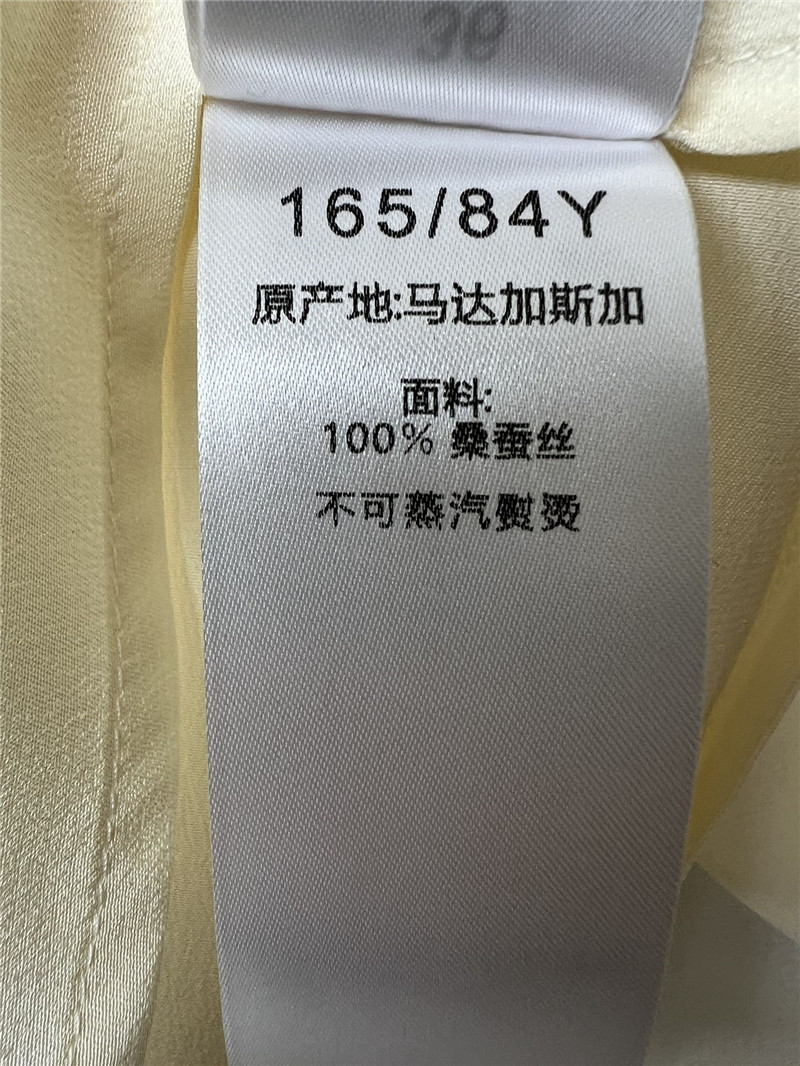 38
165/84Y
原产地:马达加斯加
面料:
100% 桑蚕丝
不可蒸汽熨烫